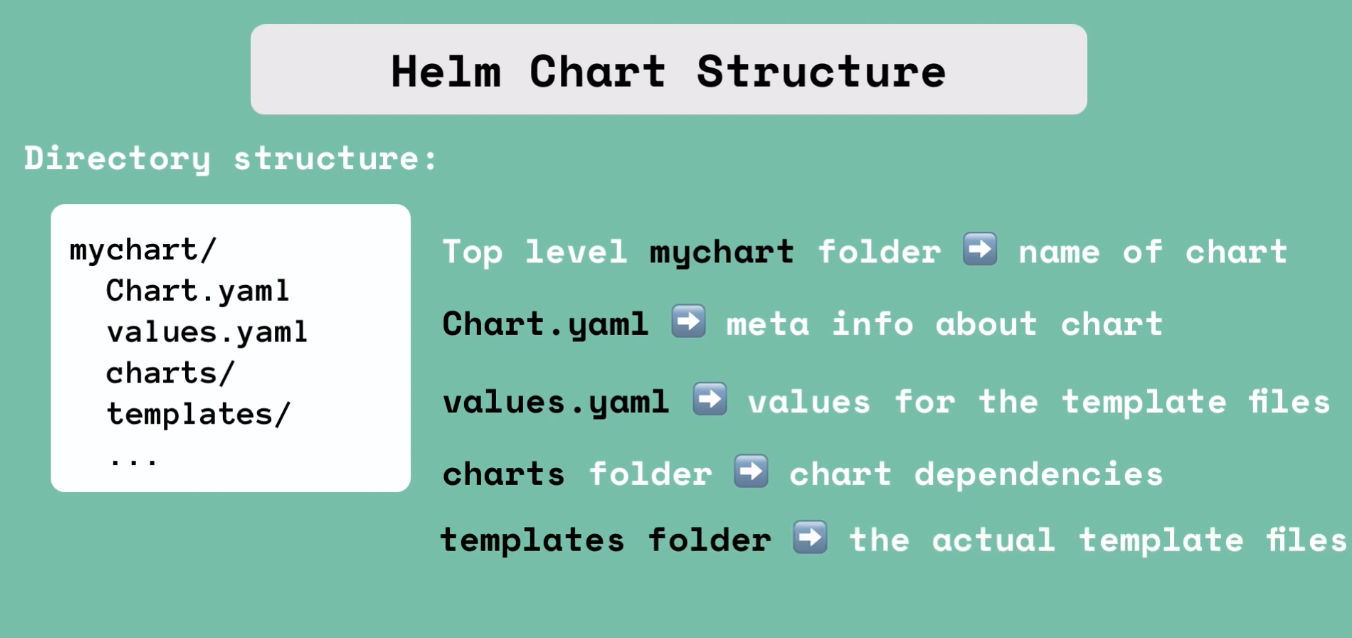 Helm Chart Structure
Directory structure:
mychart/
Chart.yaml
values.yaml
charts/
templates/
...
Top level mychart folder ➡️ name of chart
Chart.yaml ➡️ meta info about chart
values.yaml ➡️ values for the template files
charts folder ➡️ chart dependencies
templates folder ➡️ the actual template files